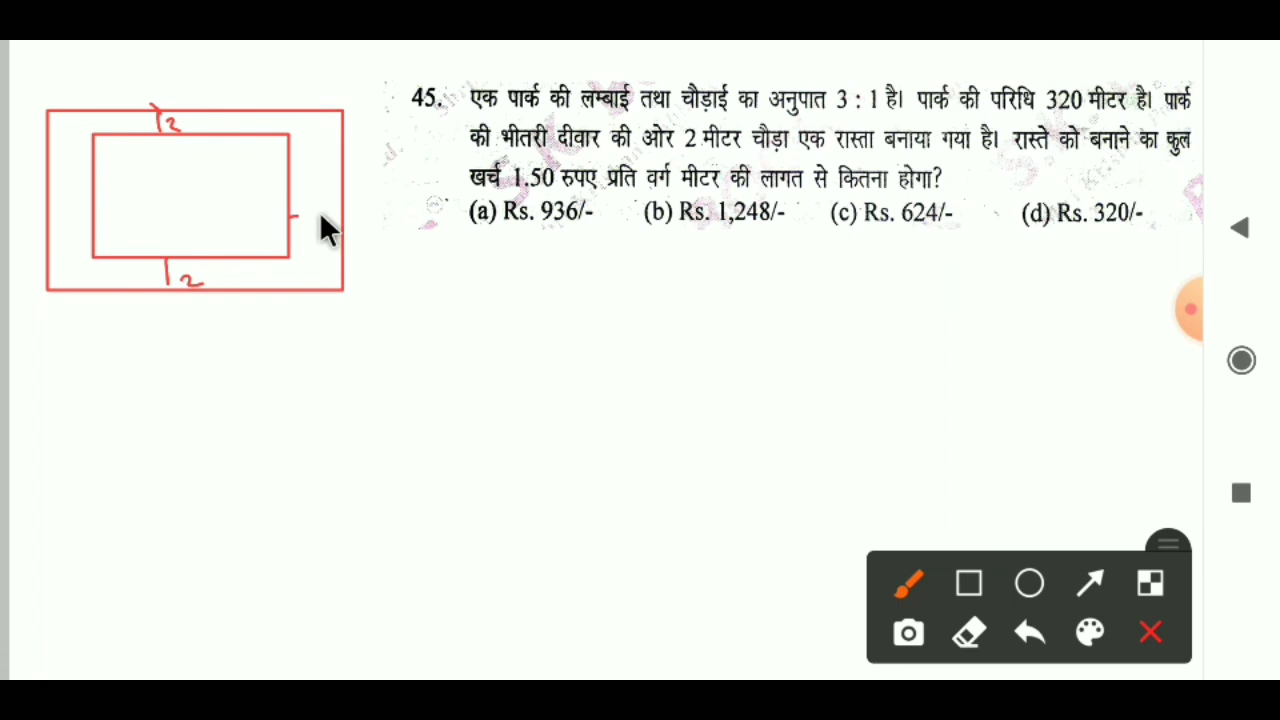 45. एक पार्क की लम्बाई तथा चौड़ाई का अनुपात 3 : 1 है। पार्क की परिधि 320 मीटर है। पार्क
की भीतरी दीवार की ओर 2 मीटर चौड़ा एक रास्ता बनाया गया है। रास्ते को बनाने का कुल
खर्च 1.50 रुपए प्रति वर्ग मीटर की लागत से कितना होगा?
(a) Rs. 936/- (b) Rs. 1,248/- (c) Rs. 624/- (d) Rs. 320/-
2
2